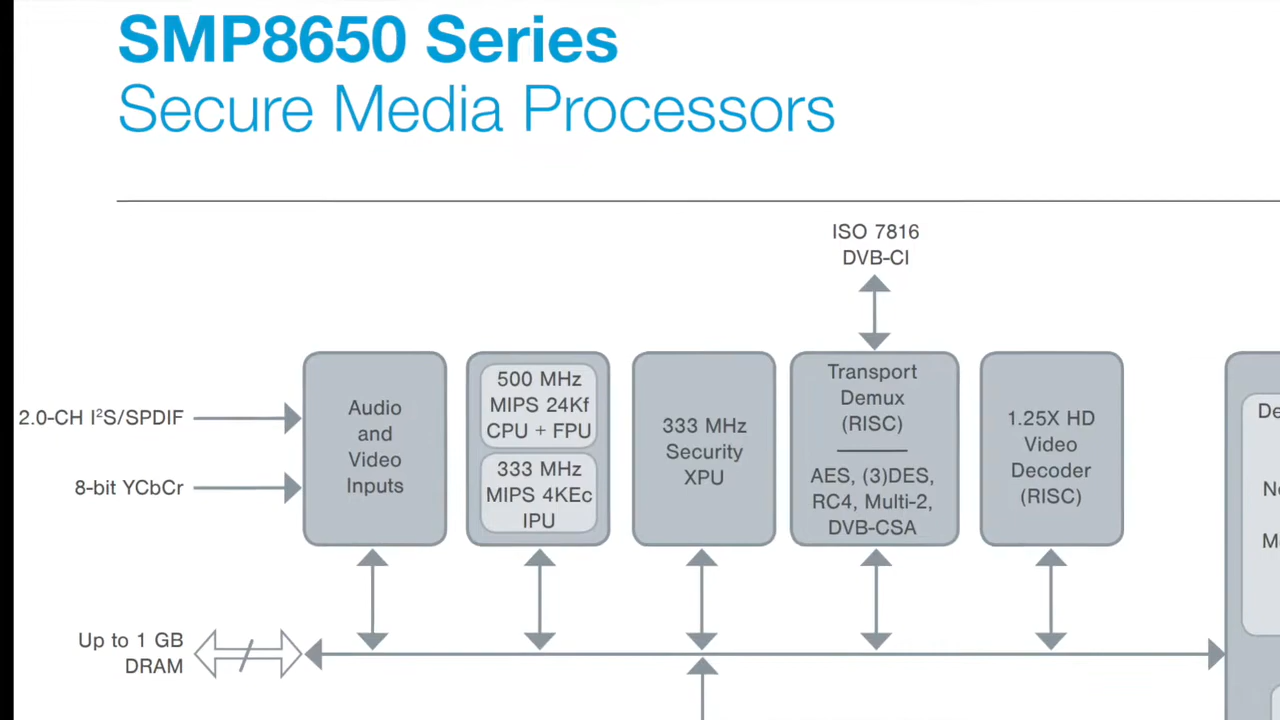 SMP8650 Series
Secure Media Processors
ISO 7816
DVB-CI
2.0-CH I²S/SPDIF
8-bit YCbCr
Audio
and
Video
Inputs
500 MHz
MIPS 24Kf
CPU + FPU
333 MHz
MIPS 4KEc
IPU
333 MHz
Security
XPU
Transport
Demux
(RISC)
AES, (3)DES,
RC4, Multi-2,
DVB-CSA
1.25X HD
Video
Decoder
(RISC)
Up to 1 GB
DRAM